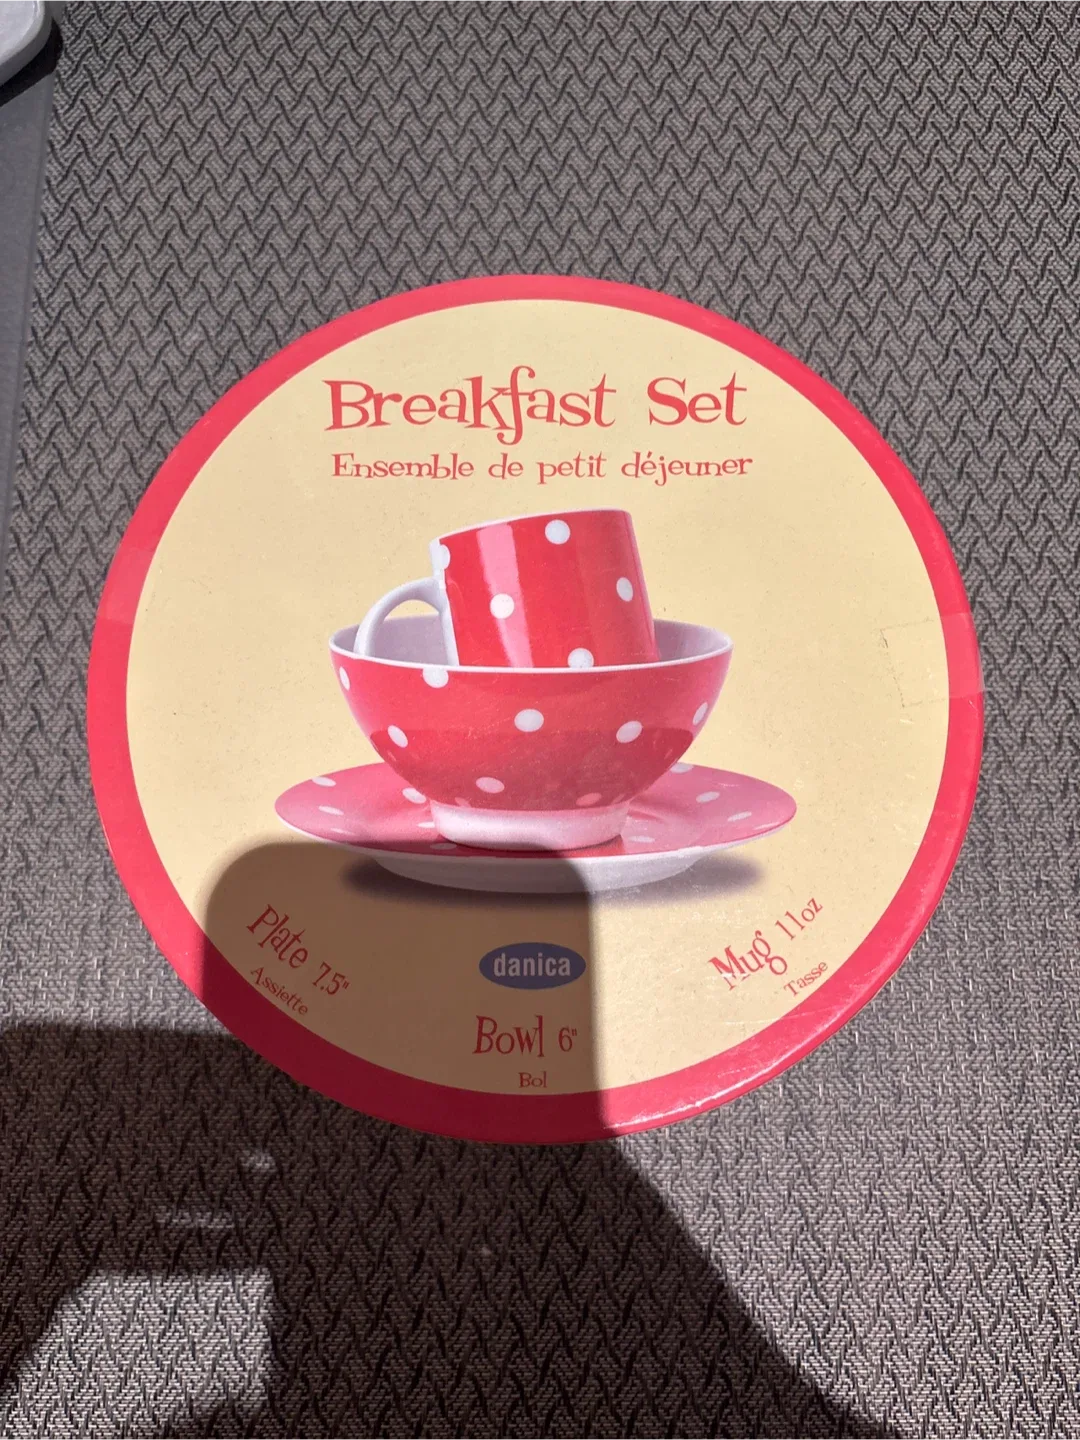 Breakfast Set
Ensemble de petit déjeuner
Plate 7.5"
Assiette
danica
Bowl 6"
Bol
Mug 11oz
Tasse